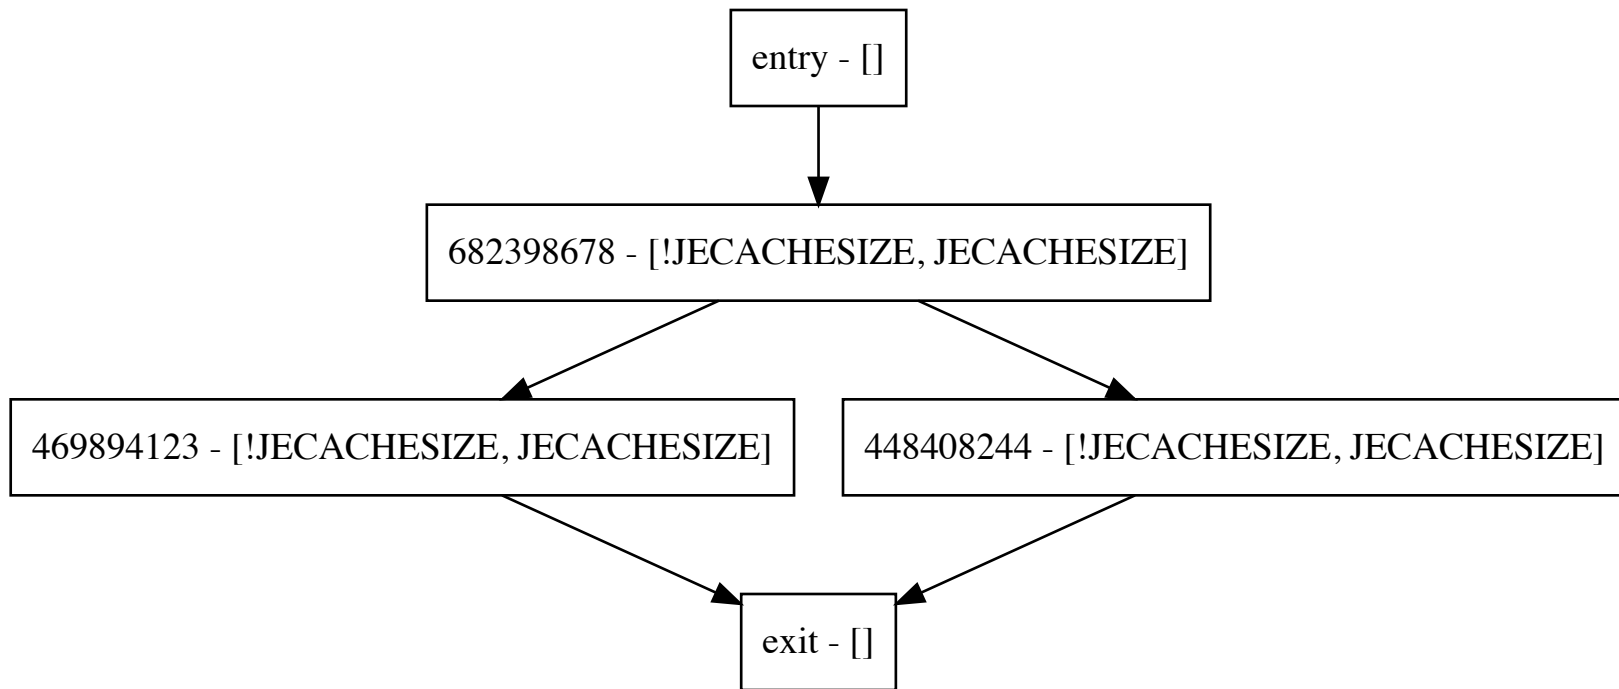 entry - []
682398678 - [!JECACHESIZE, JECACHESIZE]
469894123 - [!JECACHESIZE, JECACHESIZE]
448408244 - [!JECACHESIZE, JECACHESIZE]
exit - []